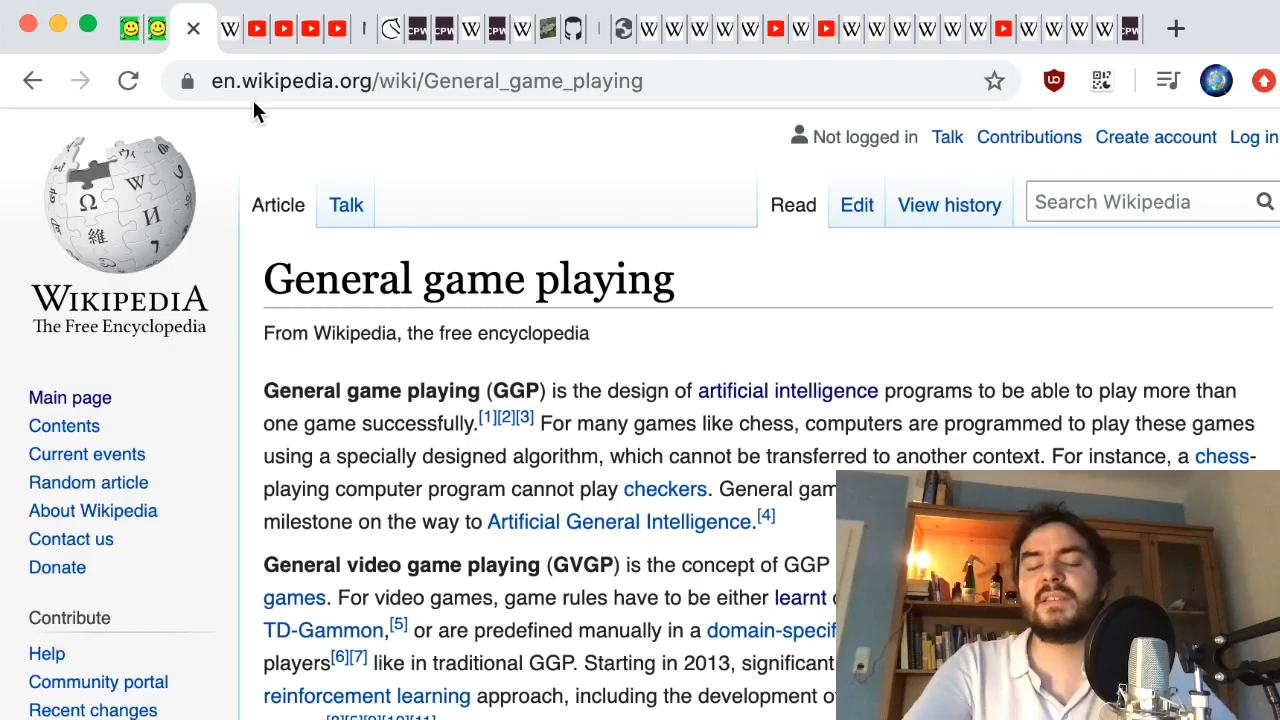 CPW CPW CPW CPW
en.wikipedia.org/wiki/General_game_playing
Not logged in Talk Contributions Create account Log in
Article Talk Read Edit View history Search Wikipedia
WIKIPEDIA
The Free Encyclopedia
General game playing
From Wikipedia, the free encyclopedia
General game playing (GGP) is the design of artificial intelligence programs to be able to play more than
one game successfully.[1][2][3] For many games like chess, computers are programmed to play these games
using a specially designed algorithm, which cannot be transferred to another context. For instance, a chess-
playing computer program cannot play checkers. General gam
milestone on the way to Artificial General Intelligence.[4]
General video game playing (GVGP) is the concept of GGP
games. For video games, game rules have to be either learnt
TD-Gammon,[5] or are predefined manually in a domain-specif
players[6][7] like in traditional GGP. Starting in 2013, significant
reinforcement learning approach, including the development o
Main page
Contents
Current events
Random article
About Wikipedia
Contact us
Donate
Contribute
Help
Community portal
Recent changes